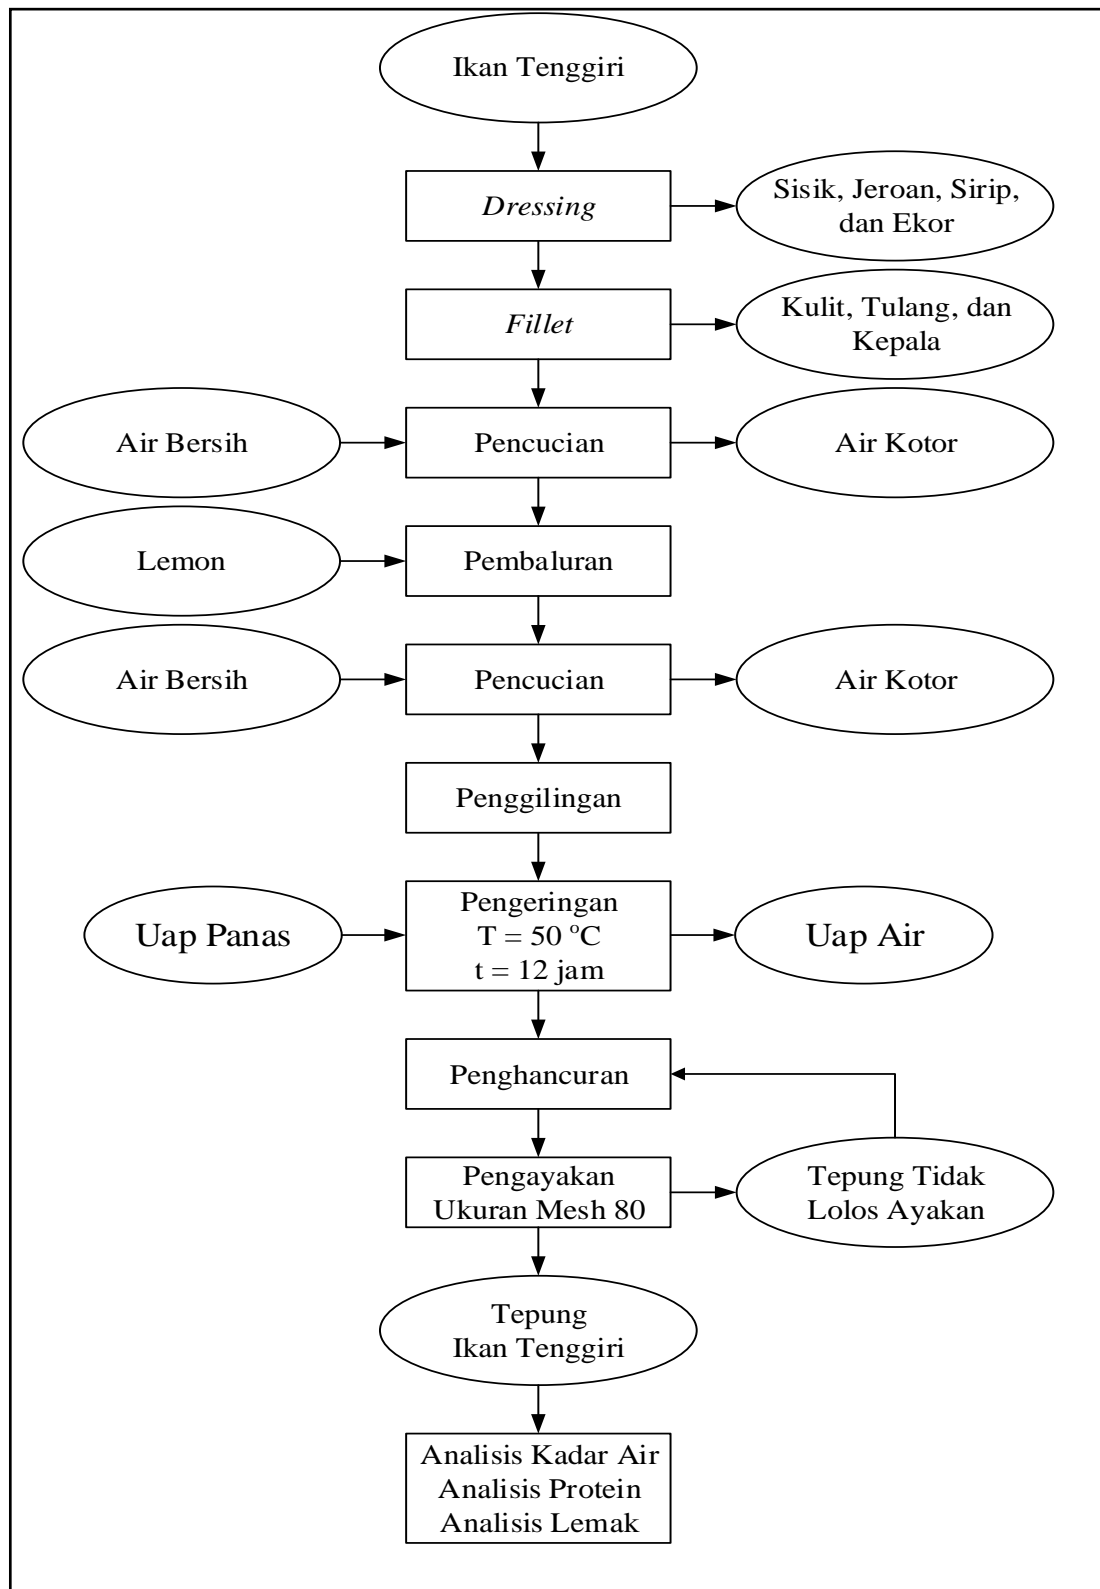 Ikan Tenggiri
Dressing
Sisik, Jeroan, Sirip,
dan Ekor
Fillet
Kulit, Tulang, dan
Kepala
Air Bersih
Pencucian
Air Kotor
Lemon
Pembaluran
Air Bersih
Pencucian
Air Kotor
Penggilingan
Uap Panas
Pengeringan
T = 50 °C
t = 12 jam
Uap Air
Penghancuran
Pengayakan
Ukuran Mesh 80
Tepung Tidak
Lolos Ayakan
Tepung
Ikan Tenggiri
Analisis Kadar Air
Analisis Protein
Analisis Lemak